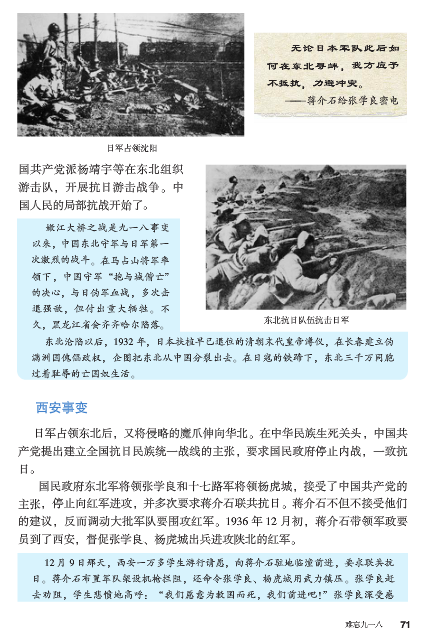 无论日本军队此后如
何在东北寻衅，我方应予
不抵抗，力避冲突。
——蒋介石给张学良密电
日军占领沈阳
国共产党派杨靖宇等在东北组织
游击队，开展抗日游击战争。中
国人民的局部抗战开始了。
嫩江大桥之战是九一八事变
以来，中国东北守军与日军第一
次激烈的战斗。在马占山将军率
领下，中国守军“抱与城偕亡”
的决心，与日伪军血战，多次击
退强敌，但付出重大牺牲。不
久，黑龙江省会齐齐哈尔陷落。
东北抗日队伍抗击日军
东北沦陷以后，1932 年，日本扶植早已退位的清朝末代皇帝溥仪，在长春建立伪
满洲国傀儡政权，企图把东北从中国分裂出去。在日寇的铁蹄下，东北三千万同胞
过着耻辱的亡国奴生活。
西安事变
日军占领东北后，又将侵略的魔爪伸向华北。在中华民族生死关头，中国共
产党提出建立全国抗日民族统一战线的主张，要求国民政府停止内战，一致抗
日。
国民政府东北军将领张学良和十七路军将领杨虎城，接受了中国共产党的
主张，停止向红军进攻，并多次要求蒋介石联共抗日。蒋介石不但不接受他们
的建议，反而调动大批军队要围攻红军。1936 年 12 月初，蒋介石带领军政要
员到了西安，督促张学良、杨虎城出兵进攻陕北的红军。
12 月 9 日那天，西安一万多学生游行请愿，向蒋介石驻地临潼前进，要求联共抗
日。蒋介石布置军队架设机枪拦阻，还命令张学良、杨虎城用武力镇压。张学良赶
去劝阻，学生悲愤地高呼：“我们愿意为救国而死，我们前进吧！”张学良深受感
难忘九一八 71